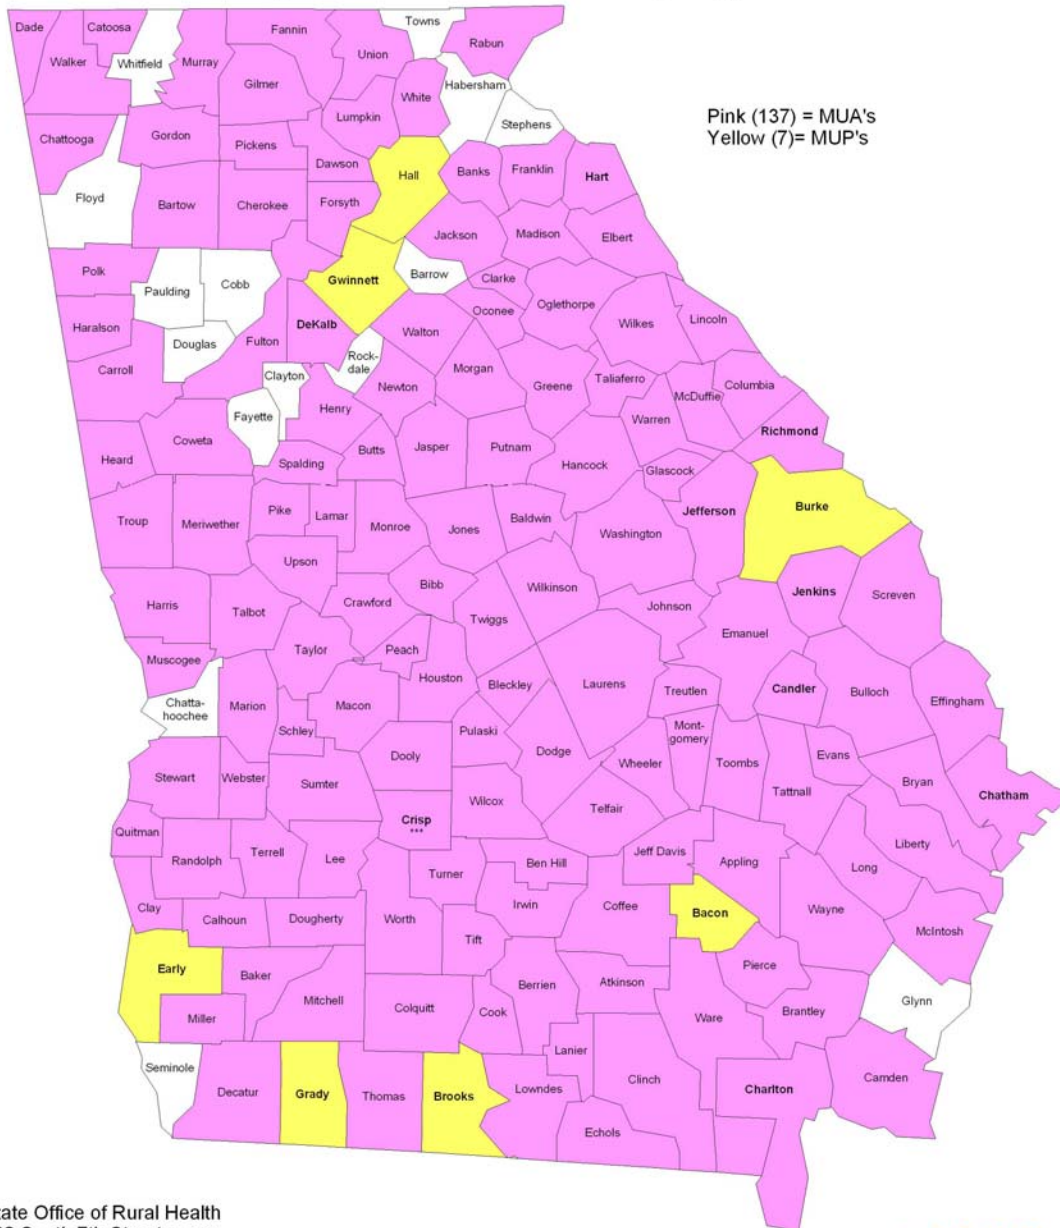 Towns
Dade
Catoosa
Fannin
Rabun
Union
Walker
Whitfield
Murray
Gilmer
Habersham
White
Lumpkin
Stephens
Pink (137) = MUA's
Yellow (7)= MUP's
Chattooga
Gordon
Pickens
Dawson
Hall
Banks
Franklin
Hart
Floyd
Bartow
Cherokee
Forsyth
Jackson
Madison
Elbert
Polk
Paulding
Cobb
Gwinnett
Barrow
Clarke
Oconee
Oglethorpe
Wilkes
Lincoln
Haralson
Douglas
Fulton
DeKalb
Rock-
dale
Walton
Carroll
Clayton
Newton
Morgan
Greene
Taliaferro
McDuffie
Columbia
Fayette
Henry
Warren
Richmond
Heard
Coweta
Spalding
Butts
Jasper
Putnam
Hancock
Glascock
Troup
Meriwether
Pike
Lamar
Monroe
Jones
Baldwin
Washington
Jefferson
Burke
Upson
Bibb
Wilkinson
Jenkins
Screven
Harris
Talbot
Crawford
Twiggs
Johnson
Emanuel
Muscogee
Taylor
Peach
Houston
Bleckley
Laurens
Treutlen
Candler
Bulloch
Effingham
Chatta-
hoochee
Marion
Schley
Macon
Pulaski
Dodge
Mont-
gomery
Dooly
Wheeler
Toombs
Evans
Tattnall
Bryan
Chatham
Stewart
Webster
Sumter
Crisp
***
Wilcox
Telfair
Quitman
Randolph
Terrell
Lee
Turner
Ben Hill
Jeff Davis
Appling
Long
Liberty
Clay
Calhoun
Dougherty
Worth
Irwin
Coffee
Bacon
Wayne
McIntosh
Tift
Early
Baker
Mitchell
Miller
Colquitt
Cook
Berrien
Atkinson
Pierce
Ware
Brantley
Glynn
Seminole
Decatur
Grady
Thomas
Brooks
Lowndes
Lanier
Clinch
Echols
Charlton
Camden
ate Office of Rural Health